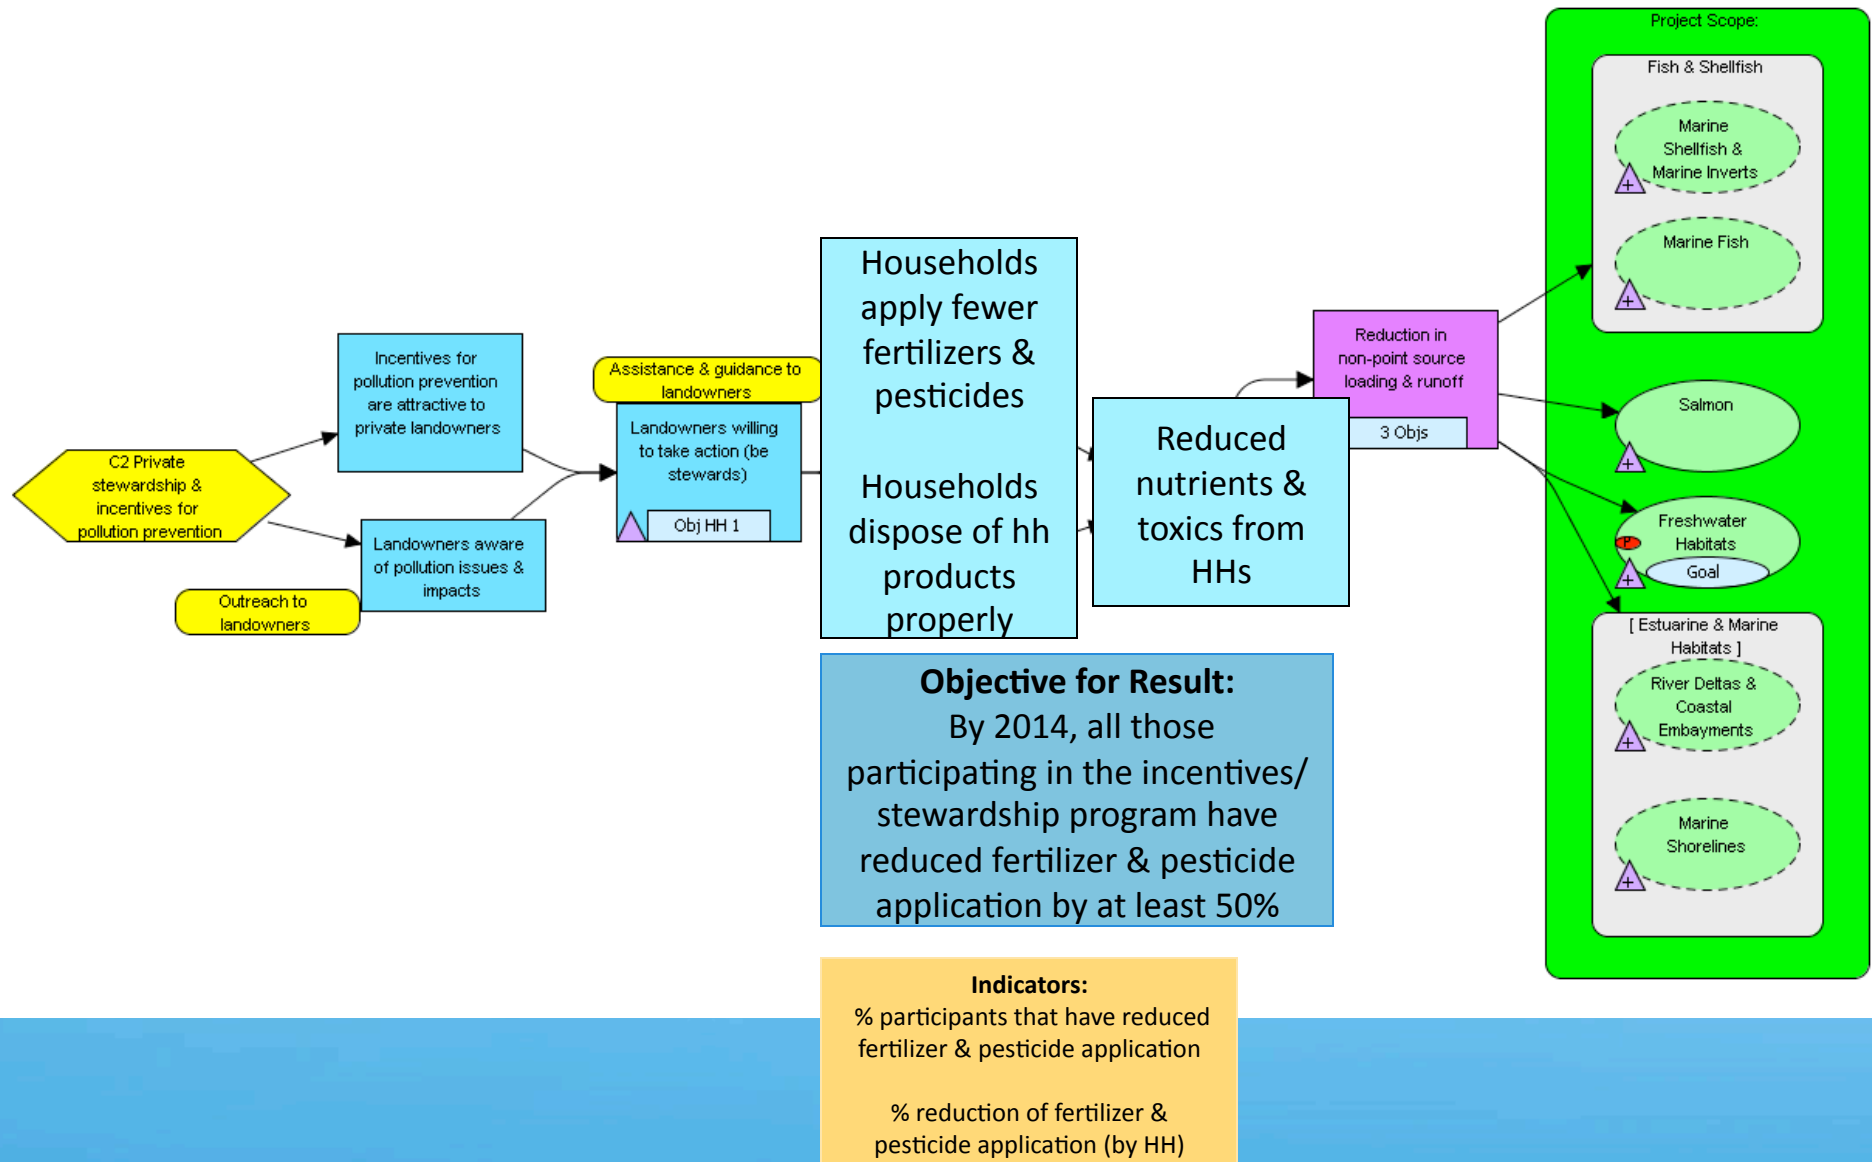 C2 Private
stewardship &
incentives for
pollution prevention
Incentives for
pollution prevention
are attractive to
private landowners
Landowners aware
of pollution issues &
impacts
Outreach to
landowners
Assistance & guidance to
landowners
Landowners willing
to take action (be
stewards)
Obj HH 1
Households
apply fewer
fertilizers &
pesticides
Households
dispose of hh
products
properly
Reduced
nutrients &
toxics from
HHs
Reduction in
non-point source
loading & runoff
3 Objs
Project Scope:
Fish & Shellfish
Marine
Shellfish &
Marine Inverts
+
Marine Fish
+
Salmon
+
Freshwater
Habitats
P
Goal
+
[ Estuarine & Marine
Habitats ]
River Deltas &
Coastal
Embayments
+
Marine
Shorelines
+
Objective for Result:
By 2014, all those
participating in the incentives/
stewardship program have
reduced fertilizer & pesticide
application by at least 50%
Indicators:
% participants that have reduced
fertilizer & pesticide application
% reduction of fertilizer &
pesticide application (by HH)